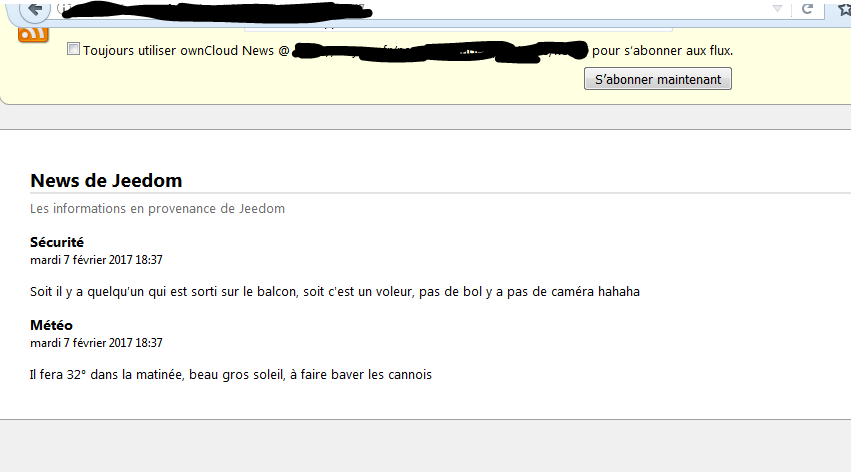 Toujours utiliser ownCloud News @ pour s'abonner aux flux.
S'abonner maintenant
News de Jeedom
Les informations en provenance de Jeedom
Sécurité
mardi 7 février 2017 18:37
Soit il y a quelqu'un qui est sorti sur le balcon, soit c'est un voleur, pas de bol y a pas de caméra hahaha
Météo
mardi 7 février 2017 18:37
Il fera 32° dans la matinée, beau gros soleil, à faire baver les cannois